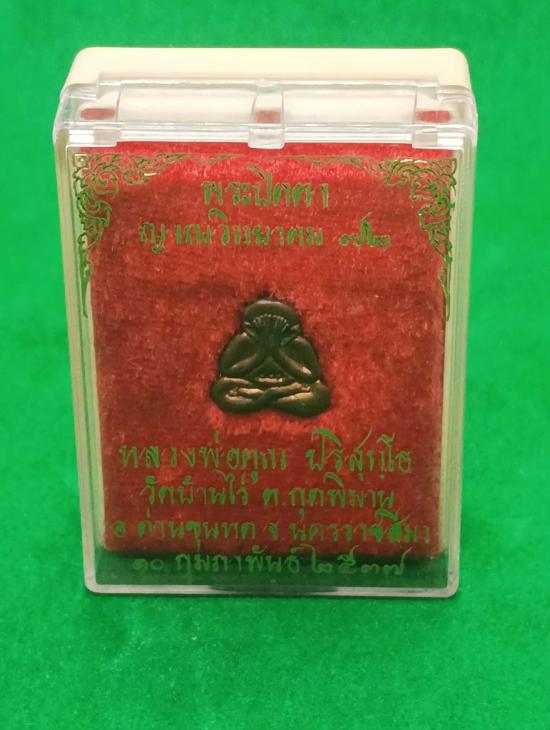 พระปิดตา
ญาณวิทยาคม ๗๒
หลวงพ่อคูณ ปริสุทฺโธ
วัดบ้านไร่ ต.กุดพิมาน
อ ด่านขุนทด จ.นครราชสีมา
๑๐ กุมภาพันธ์ ๒๕๓๗